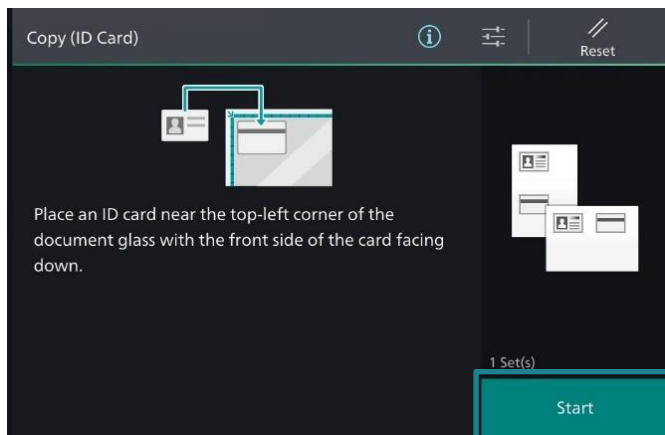 Copy (ID Card)
Reset
Place an ID card near the top-left corner of the
document glass with the front side of the card facing
down.
1 Set(s)
Start